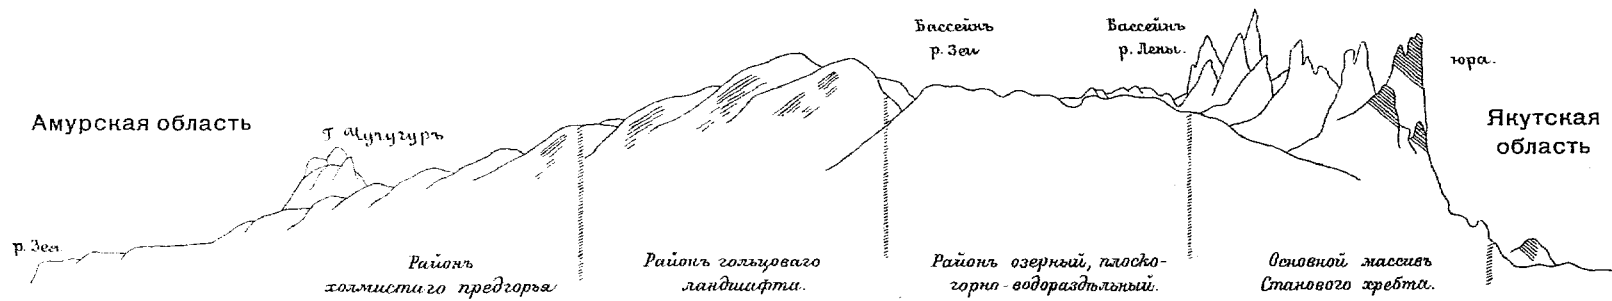 Амурская область
р. Зея.
Г. Чучугуръ
Районъ
холмистаго предгорья
Районъ гольцоваго
ландшафта.
Бассейнъ
р. Зеи
Бассейнъ
р. Лены.
Районъ озерный, плоско-
горно-водораздѣльный.
юра.
Основной массивъ
Станового хребта.
Якутская
область